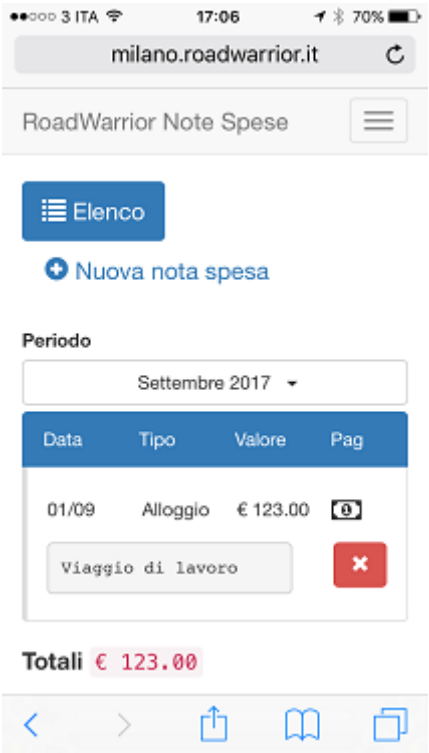 3 ITA 17:06 70%
milano.roadwarrior.it
RoadWarrior Note Spese
Elenco
Nuova nota spesa
Periodo
Settembre 2017
Data Tipo Valore Pag
01/09 Alloggio € 123.00
Viaggio di lavoro
Totali € 123.00